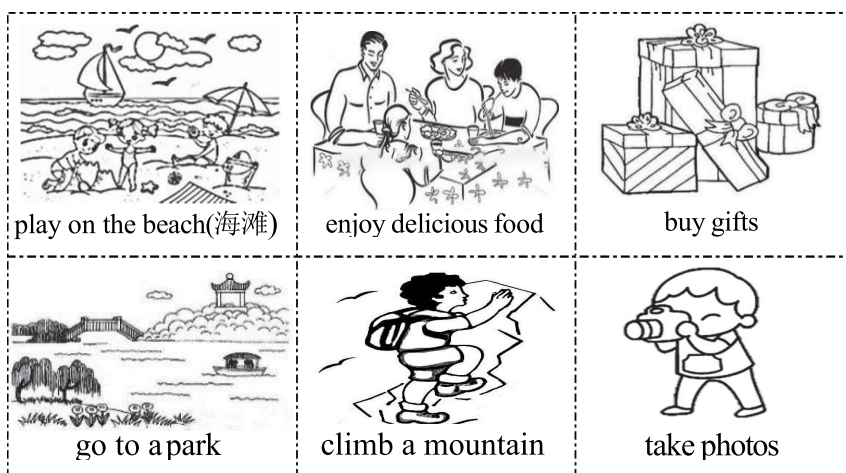 play on the beach(海滩)
enjoy delicious food
buy gifts
go to a park
climb a mountain
take photos